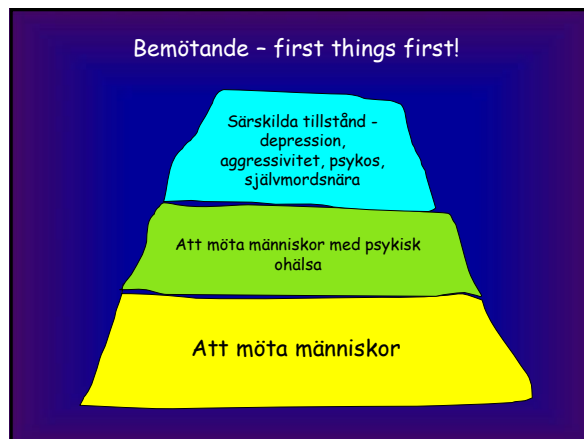 Bemötande – first things first!
Särskilda tillstånd -
depression,
aggressivitet, psykos,
självmordsnära
Att möta människor med psykisk
ohälsa
Att möta människor